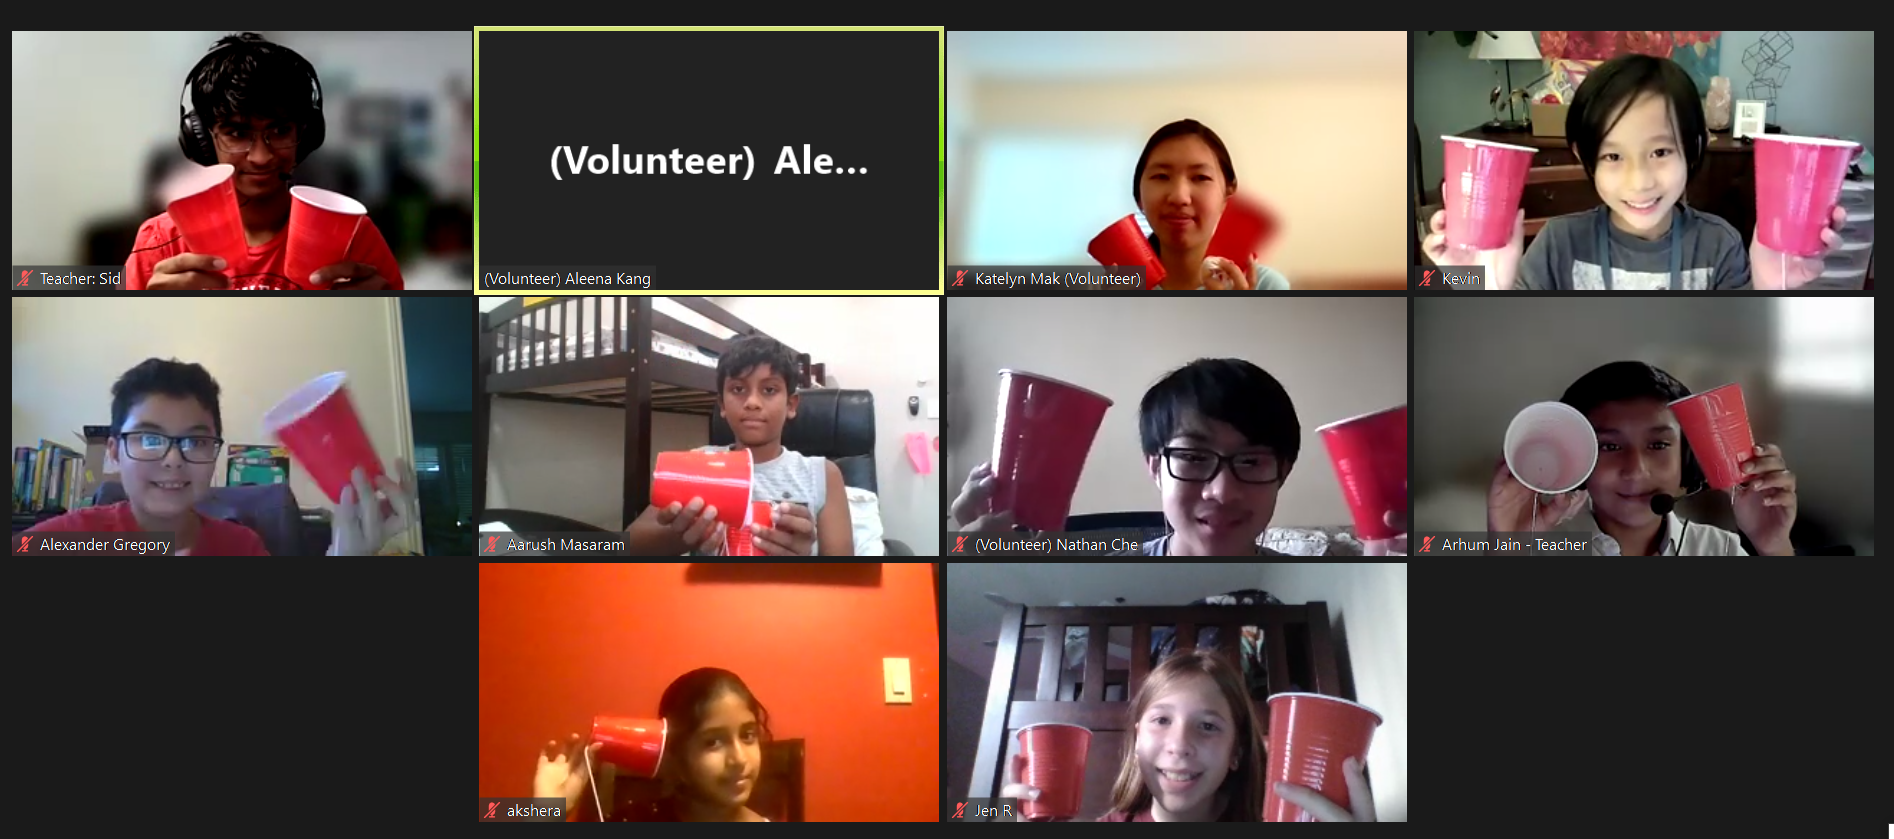 Teacher: Sid
(Volunteer) Ale...
(Volunteer) Aleena Kang
Katelyn Mak (Volunteer)
Kevin
Alexander Gregory
Aarush Masaram
(Volunteer) Nathan Che
Arhum Jain - Teacher
akshera
Jen R